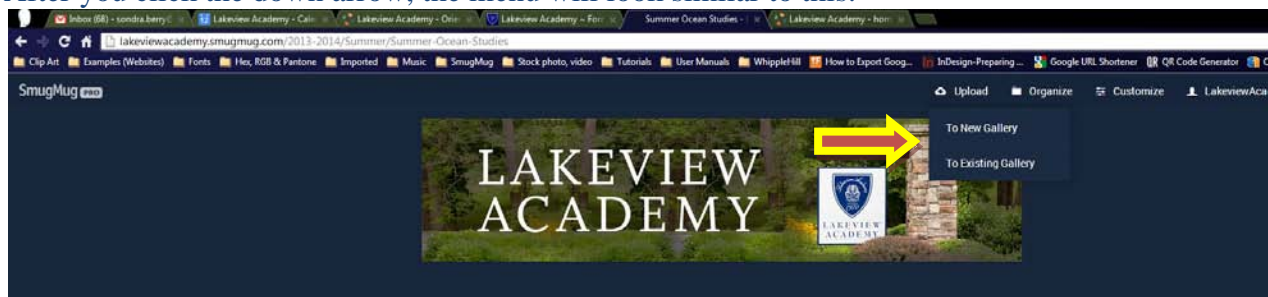 After you click the down arrow, the menu will look similar to this:
Inbox (68) - sondra.berry Lakeview Academy - Cale Lakeview Academy - Lakeview Academy ~ For Summer Ocean Studies - Lakeview Academy - hom
lakeviewacademy.smugmug.com/2013-2014/Summer/Summer-Ocean-Studies
Clip Art Examples (Websites) Fonts Hex, RGB & Pantone Imported Music SmugMug Stock photo, video Tutorials User Manuals WhippleHill How to Export Goog... InDesign-Preparing ... Google URL Shortener QR Code Generator
SmugMug PRO Upload Organize Customize LakeviewAca
To New Gallery
To Existing Gallery
LAKEVIEW
ACADEMY
LAKEVIEW
ACADEMY